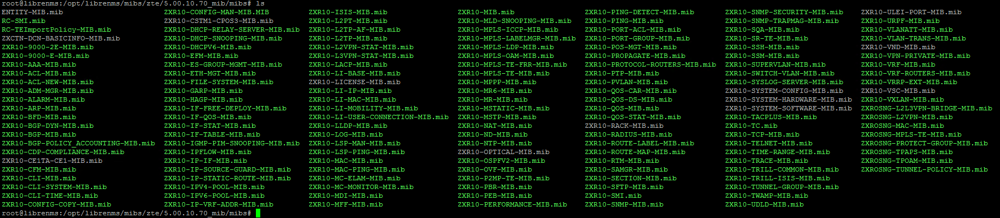 root@librenms:/opt/librenms/mibs/zte/5.00.10.70_mib/mibs# ls
ENTITY-MIB.mib ZXR10-CONFIG-MAN-MIB.MIB ZXR10-ISIS-MIB.mib ZXR10-MIB.mib ZXR10-PING-DETECT-MIB.mib ZXR10-SNMP-SECURITY-MIB.mib ZXR10-ULEI-PORT-MIB.mib
RC-SMI.mib ZXR10-CSTM1-CPOS3-MIB.mib ZXR10-L2PT-MIB.mib ZXR10-MLD-SNOOPING-MIB.mib ZXR10-PING-MIB.mib ZXR10-SNMP-TRAPMAG-MIB.mib ZXR10-URPF-MIB.mib
RC-TEImportPolicy-MIB.mib ZXR10-DHCP-RELAY-SERVER-MIB.mib ZXR10-L2TP-AF-MIB.mib ZXR10-MPLS-ICCP-MIB.mib ZXR10-PORT-ACL-MIB.mib ZXR10-SQA-MIB.mib ZXR10-VLANATT-MIB.mib
ZXCTN-DCN-BASICINFO-MIB.mib ZXR10-DHCP-SNOOPING-MIB.mib ZXR10-L2TP-MIB.mib ZXR10-MPLS-LABELMGR-MIB.mib ZXR10-PORT-GROUP-MIB.mib ZXR10-SR-TE-MIB.mib ZXR10-VLAN-TRANS-MIB.mib
ZXR10-9000-2E-MIB.mib ZXR10-DHCPV6-MIB.mib ZXR10-L2VPN-STAT-MIB.mib ZXR10-MPLS-LDP-MIB.mib ZXR10-POS-MGT-MIB.mib ZXR10-SSH-MIB.mib ZXR10-VND-MIB.mib
ZXR10-9000-E-MIB.mib ZXR10-EFM-MIB.mib ZXR10-L3VPN-STAT-MIB.mib ZXR10-MPLS-OAM-MIB.mib ZXR10-PROPAGATE-MIB.mib ZXR10-SSM-MIB.mib ZXR10-VPN-PRIVATE-MIB.mib
ZXR10-AAA-MIB.mib ZXR10-ES-GROUP-MGMT-MIB.mib ZXR10-LACP-MIB.mib ZXR10-MPLS-TE-FRR-MIB.mib ZXR10-PROTOCOL-ROUTERS-MIB.mib ZXR10-SUPERVLAN-MIB.mib ZXR10-VRF-MIB.mib
ZXR10-ACL-MIB.mib ZXR10-ETH-MGT-MIB.mib ZXR10-LI-BASE-MIB.mib ZXR10-MPLS-TE-MIB.mib ZXR10-PTP-MIB.mib ZXR10-SWITCH-VLAN-MIB.mib ZXR10-VRF-ROUTERS-MIB.mib
ZXR10-ACL-NEW-MIB.mib ZXR10-FILE-SYSTEM-MIB.mib ZXR10-LICENSE-MIB.mib ZXR10-MPPP-MIB.mib ZXR10-PVLAN-MIB.mib ZXR10-SYSLOG-SERVER-MIB.mib ZXR10-VRRP-EXT-MIB.mib
ZXR10-ADM-MGR-MIB.mib ZXR10-GARP-MIB.mib ZXR10-LI-IP-MIB.mib ZXR10-MR6-MIB.mib ZXR10-QOS-CAR-MIB.mib ZXR10-SYSTEM-CONFIG-MIB.mib ZXR10-VSC-MIB.mib
ZXR10-ALARM-MIB.mib ZXR10-HAGP-MIB.mib ZXR10-LI-MAC-MIB.mib ZXR10-MR-MIB.mib ZXR10-QOS-DS-MIB.mib ZXR10-SYSTEM-HARDWARE-MIB.mib ZXR10-VXLAN-MIB.mib
ZXR10-ARP-MIB.mib ZXR10-IF-FREE-DEPLOY-MIB.mib ZXR10-LI-MOBILITY-MIB.mib ZXR10-MSTATIC-MIB.mib ZXR10-QOS-MIB.mib ZXR10-SYSTEM-SOFTWARE-MIB.mib ZXROSNG-L2L3VPN-BRIDGE-MIB.mib
ZXR10-BFD-MIB.mib ZXR10-IF-QOS-MIB.mib ZXR10-LI-USER-CONNECTION-MIB.mib ZXR10-MSTP-MIB.mib ZXR10-QOS-STAT-MIB.mib ZXR10-TACPLUS-MIB.mib ZXROSNG-L2VPN-MIB.mib
ZXR10-BGP-DYN-MIB.mib ZXR10-IF-STAT-MIB.mib ZXR10-LLDP-MIB.mib ZXR10-NAT-MIB.mib ZXR10-RACK-MIB.mib ZXR10-TC.mib ZXROSNG-MAC-MIB.mib
ZXR10-BGP-MIB.mib ZXR10-IF-TABLE-MIB.mib ZXR10-LOG-MIB.mib ZXR10-ND-MIB.mib ZXR10-RADIUS-MIB.mib ZXR10-TCP-MIB.mib ZXROSNG-MPLS-TE-MIB.mib
ZXR10-BGP-POLICY_ACCOUNTING-MIB.mib ZXR10-IGMP-PIM-SNOOPING-MIB.mib ZXR10-LSP-MAN-MIB.mib ZXR10-NTP-MIB.mib ZXR10-ROUTE-LABEL-MIB.mib ZXR10-TELNET-MIB.mib ZXROSNG-PROTECT-GROUP-MIB.mib
ZXR10-CDP-COMPLIANCE-MIB.mib ZXR10-IPFLOW-MIB.mib ZXR10-LSP-PING-MIB.mib ZXR10-OPTICAL-MIB.mib ZXR10-ROUTE-MAP-MIB.mib ZXR10-TIME-RANGE-MIB.mib ZXROSNG-TPAPS-MIB.mib
ZXR10-CE1TA-CE1-MIB.mib ZXR10-IP-IF-MIB.mib ZXR10-MAC-MIB.mib ZXR10-OSPFV2-MIB.mib ZXR10-RTM-MIB.mib ZXR10-TRACE-MIB.mib ZXROSNG-TPOAM-MIB.mib
ZXR10-CFM-MIB.mib ZXR10-IP-SOURCE-GUARD-MIB.mib ZXR10-MAC-PING-MIB.mib ZXR10-OVF-MIB.mib ZXR10-SAMGR-MIB.mib ZXR10-TRILL-COMMON-MIB.mib ZXROSNG-TUNNEL-POLICY-MIB.mib
ZXR10-CLI-MIB.mib ZXR10-IP-STATIC-ROUTE-MIB.mib ZXR10-MC-ELAM-MIB.mib ZXR10-P2MP-TE-MIB.mib ZXR10-SECTION-MIB.mib ZXR10-TRILL-ISIS-MIB.mib
ZXR10-CLI-SYSTEM-MIB.mib ZXR10-IPV4-POOL-MIB.mib ZXR10-MC-MONITOR-MIB.mib ZXR10-PBR-MIB.mib ZXR10-SFTP-MIB.mib ZXR10-TUNNEL-GROUP-MIB.mib
ZXR10-CLI-TIME-MIB.mib ZXR10-IPV6-POOL-MIB.mib ZXR10-MDI-MIB.mib ZXR10-PEB-MIB.mib ZXR10-SMI.mib ZXR10-TWAMP-MIB.mib
ZXR10-CONFIG-COPY-MIB.mib ZXR10-IP-VRF-ADDR-MIB.mib ZXR10-MFF-MIB.mib ZXR10-PERFORMANCE-MIB.mib ZXR10-SNMP-MIB.mib ZXR10-UDLD-MIB.mib
root@librenms:/opt/librenms/mibs/zte/5.00.10.70_mib/mibs#